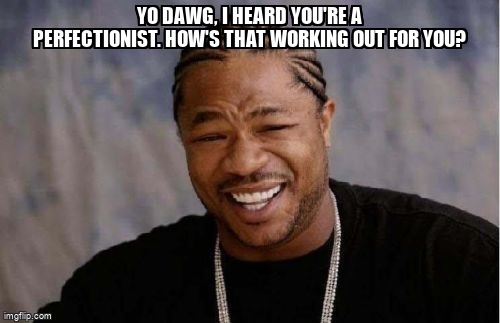 YO DAWG, I HEARD YOU'RE A
PERFECTIONIST. HOW'S THAT WORKING OUT FOR YOU?
imgflip.com